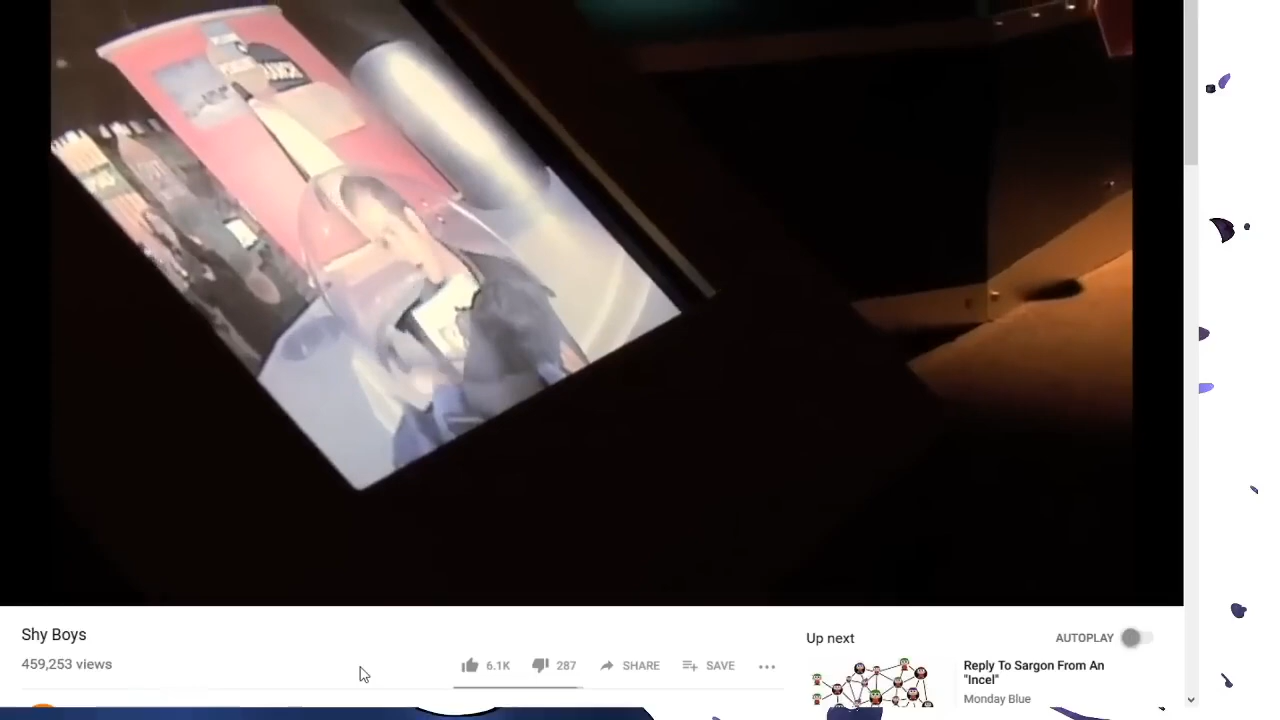 Shy Boys
459,253 views
6.1K 287 SHARE SAVE
Up next
AUTOPLAY
Reply To Sargon From An
"Incel"
Monday Blue